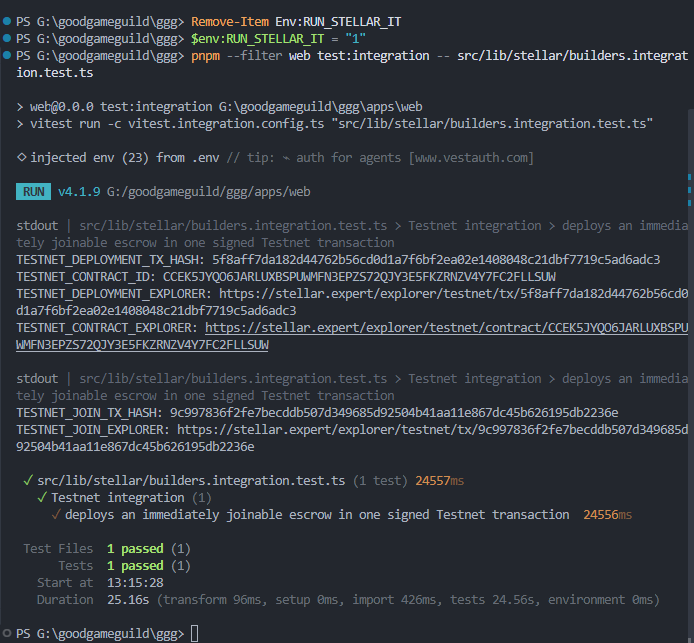 PS G:\goodgameguild\ggg> Remove-Item Env:RUN_STELLAR_IT
PS G:\goodgameguild\ggg> $env:RUN_STELLAR_IT = "1"
PS G:\goodgameguild\ggg> pnpm --filter web test:integration -- src/lib/stellar/builders.integrat
ion.test.ts
> web@0.0.0 test:integration G:\goodgameguild\ggg\apps\web
> vitest run -c vitest.integration.config.ts "src/lib/stellar/builders.integration.test.ts"
◇ injected env (23) from .env // tip: ⌁ auth for agents [www.vestauth.com]
RUN v4.1.9 G:/goodgameguild/ggg/apps/web
stdout | src/lib/stellar/builders.integration.test.ts > Testnet integration > deploys an immedia
tely joinable escrow in one signed Testnet transaction
TESTNET_DEPLOYMENT_TX_HASH: 5f8aff7da182d44762b56cd0d1a7f6bf2ea02e1408048c21dbf7719c5ad6adc3
TESTNET_CONTRACT_ID: CCEK5JYQO6JARLUXBSPUWMFN3EPZS72QJY3E5FKZRNZV4Y7FC2FLLSUW
TESTNET_DEPLOYMENT_EXPLORER: https://stellar.expert/explorer/testnet/tx/5f8aff7da182d44762b56cd0
d1a7f6bf2ea02e1408048c21dbf7719c5ad6adc3
TESTNET_CONTRACT_EXPLORER: https://stellar.expert/explorer/testnet/contract/CCEK5JYQO6JARLUXBSPU
WMFN3EPZS72QJY3E5FKZRNZV4Y7FC2FLLSUW
stdout | src/lib/stellar/builders.integration.test.ts > Testnet integration > deploys an immedia
tely joinable escrow in one signed Testnet transaction
TESTNET_JOIN_TX_HASH: 9c997836f2fe7becddb507d349685d92504b41aa11e867dc45b626195db2236e
TESTNET_JOIN_EXPLORER: https://stellar.expert/explorer/testnet/tx/9c997836f2fe7becddb507d349685d
92504b41aa11e867dc45b626195db2236e
✓ src/lib/stellar/builders.integration.test.ts (1 test) 24557ms
✓ Testnet integration (1)
✓ deploys an immediately joinable escrow in one signed Testnet transaction 24556ms
Test Files 1 passed (1)
Tests 1 passed (1)
Start at 13:15:28
Duration 25.16s (transform 96ms, setup 0ms, import 426ms, tests 24.56s, environment 0ms)
PS G:\goodgameguild\ggg>